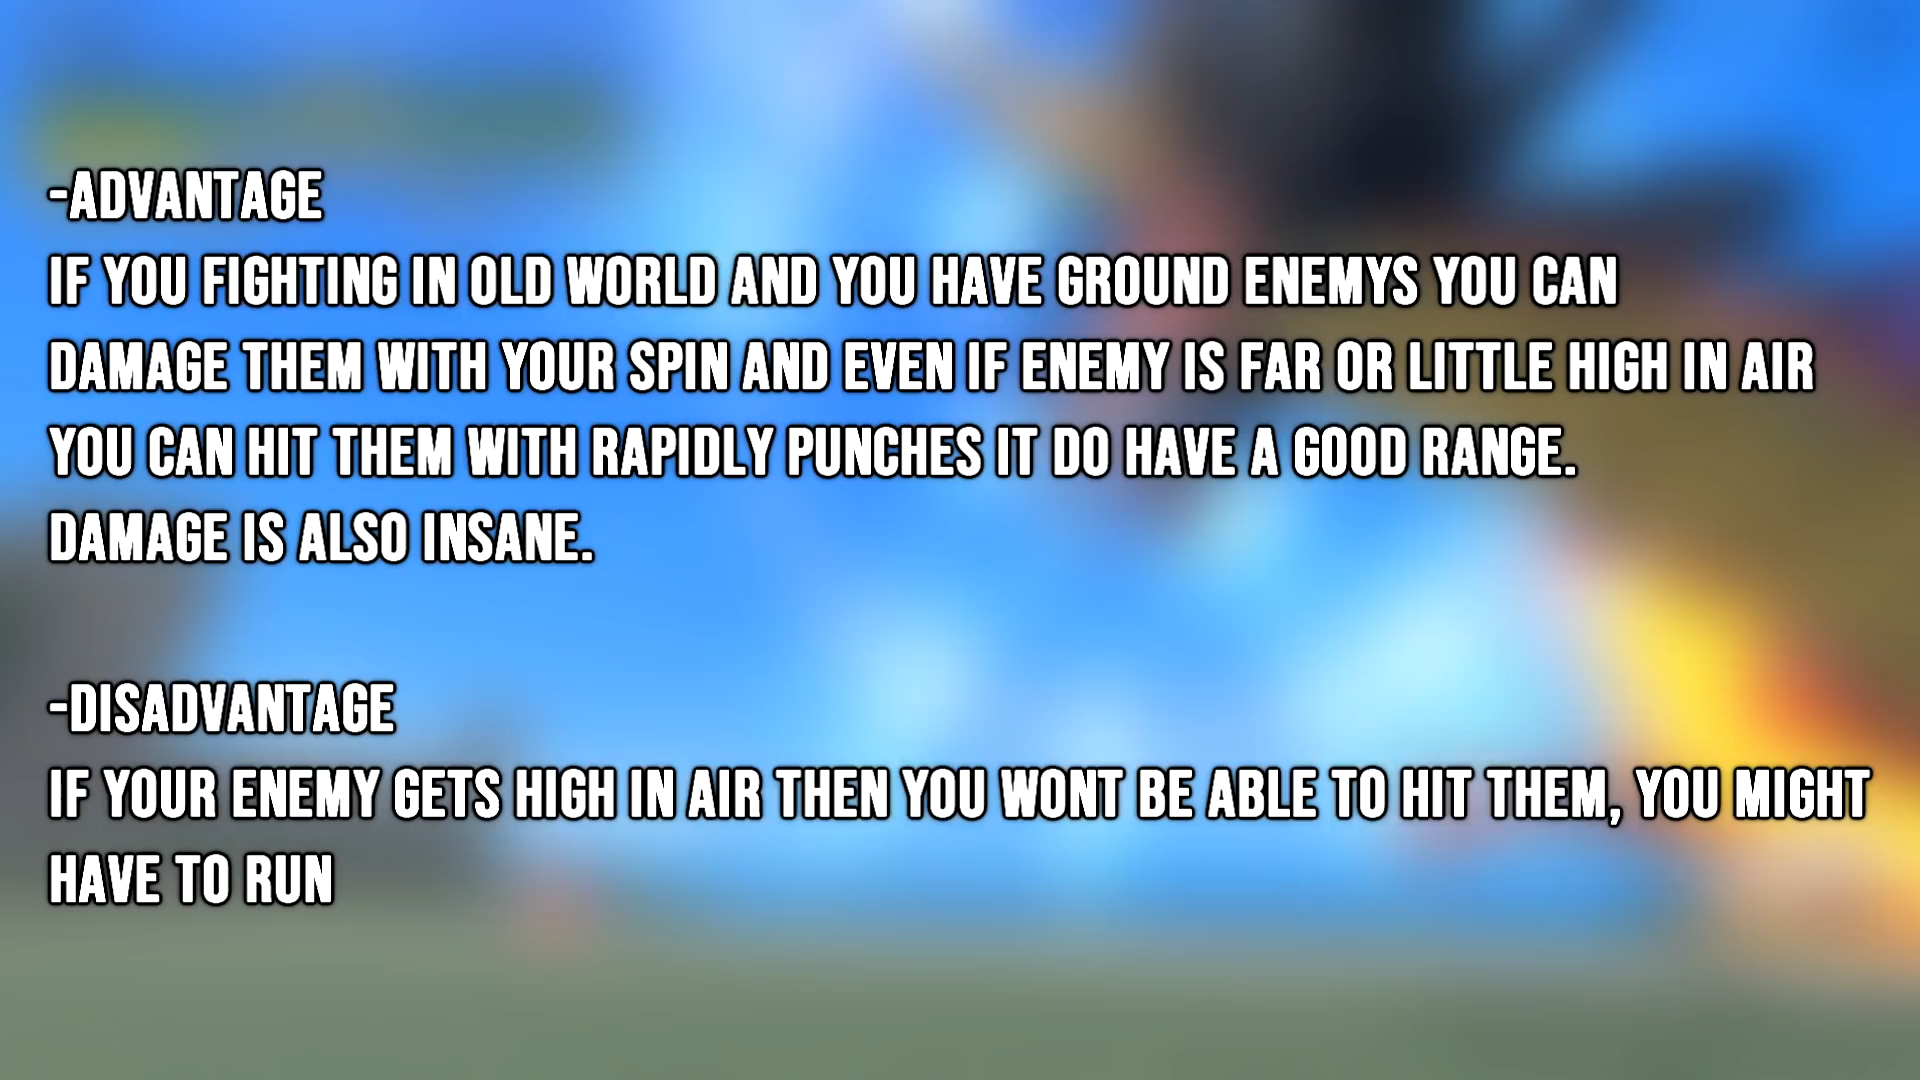 -ADVANTAGE
IF YOU FIGHTING IN OLD WORLD AND YOU HAVE GROUND ENEMYS YOU CAN
DAMAGE THEM WITH YOUR SPIN AND EVEN IF ENEMY IS FAR OR LITTLE HIGH IN AIR
YOU CAN HIT THEM WITH RAPIDLY PUNCHES IT DO HAVE A GOOD RANGE.
DAMAGE IS ALSO INSANE.
-DISADVANTAGE
IF YOUR ENEMY GETS HIGH IN AIR THEN YOU WONT BE ABLE TO HIT THEM, YOU MIGHT
HAVE TO RUN